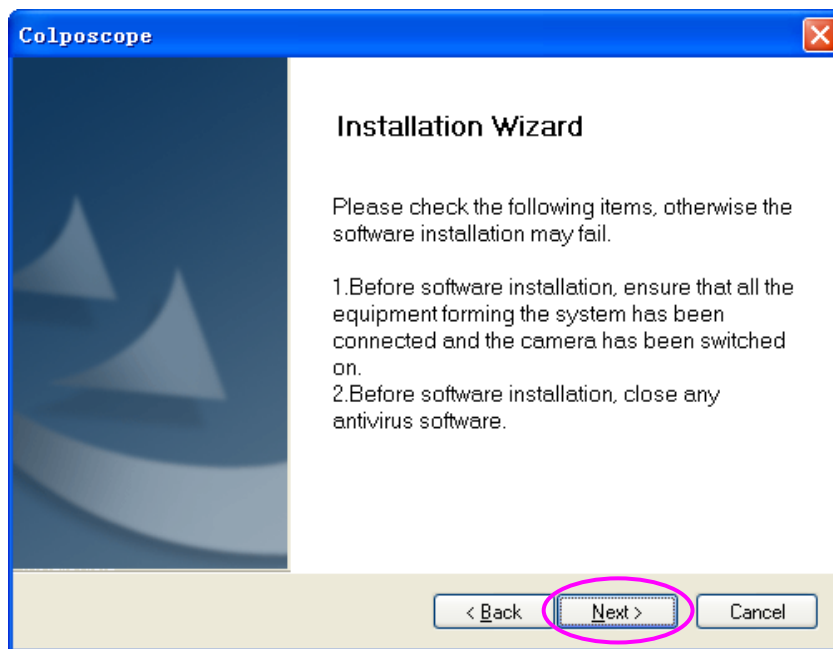 Colposcope
Installation Wizard
Please check the following items, otherwise the
software installation may fail.
1.Before software installation, ensure that all the
equipment forming the system has been
connected and the camera has been switched
on.
2.Before software installation, close any
antivirus software.
< Back Next > Cancel